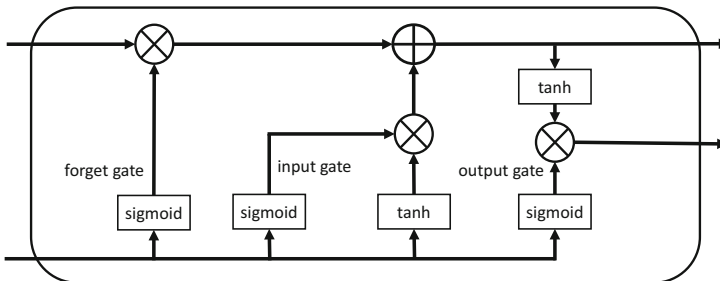 tanh
forget gate
input gate
output gate
sigmoid
sigmoid
tanh
sigmoid